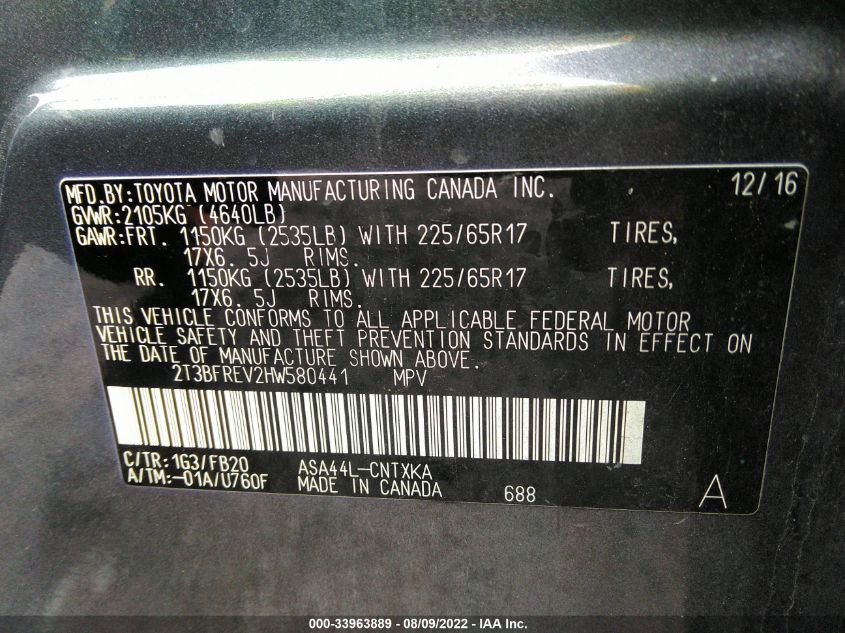 MFD.BY:TOYOTA MOTOR MANUFACTURING CANADA INC. 12/16
GVWR:2105KG (4640LB)
GAWR:FRT. 1150KG (2535LB) WITH 225/65R17 TIRES,
17X6. 5J RIMS.
RR. 1150KG (2535LB) WITH 225/65R17 TIRES,
17X6. 5J RIMS.
THIS VEHICLE CONFORMS TO ALL APPLICABLE FEDERAL MOTOR
VEHICLE SAFETY AND THEFT PREVENTION STANDARDS IN EFFECT ON
THE DATE OF MANUFACTURE SHOWN ABOVE.
2T3BFREV2HW580441 MPV
C/TR:1G3/FB20 ASA44L-CNTXKA
A/TM:-01A/U760F MADE IN CANADA 688 A
000-33963889 - 08/09/2022 - IAA Inc.